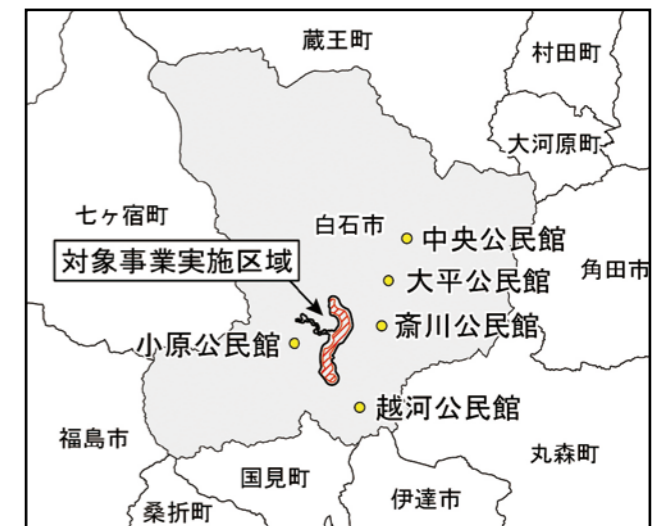 蔵王町
村田町
大河原町
七ヶ宿町
白石市
中央公民館
対象事業実施区域
大平公民館
角田市
斎川公民館
小原公民館
越河公民館
福島市
丸森町
国見町
伊達市
桑折町